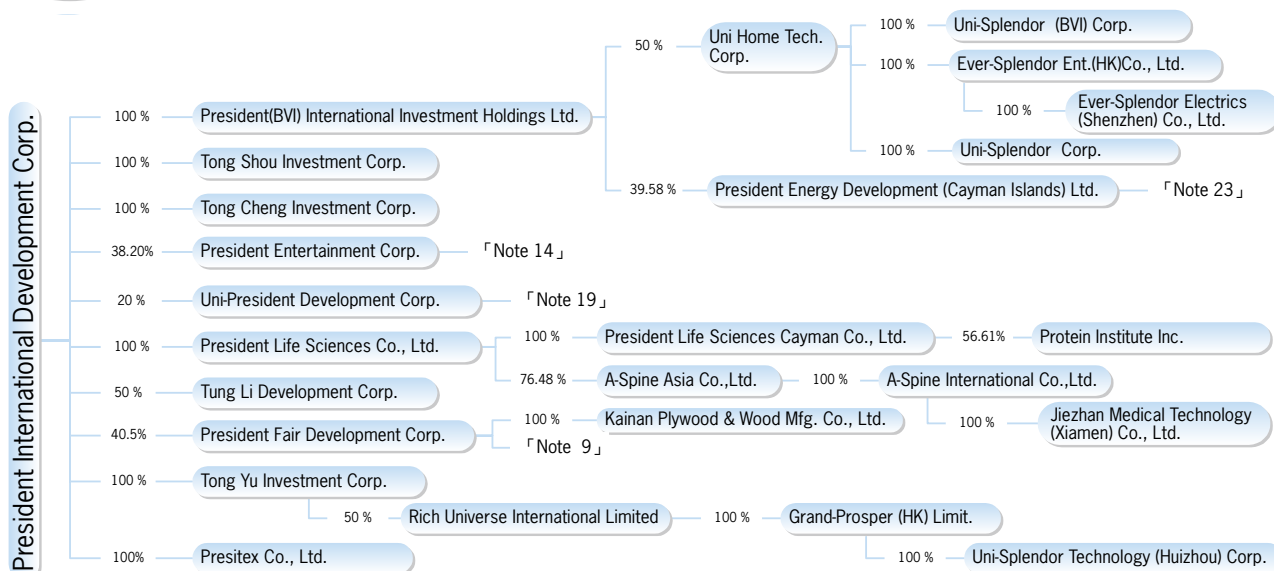 President International Development Corp.
100 %
President(BVI) International Investment Holdings Ltd.
50 %
Uni Home Tech.
Corp.
100 %
Uni-Splendor (BVI) Corp.
100 %
Ever-Splendor Ent.(HK)Co., Ltd.
100 %
Ever-Splendor Electrics
(Shenzhen) Co., Ltd.
100 %
Uni-Splendor Corp.
39.58 %
President Energy Development (Cayman Islands) Ltd.
「Note 23」
100 %
Tong Shou Investment Corp.
100 %
Tong Cheng Investment Corp.
38.20%
President Entertainment Corp.
「Note 14」
20 %
Uni-President Development Corp.
「Note 19」
100 %
President Life Sciences Co., Ltd.
100 %
President Life Sciences Cayman Co., Ltd.
56.61%
Protein Institute Inc.
76.48 %
A-Spine Asia Co.,Ltd.
100 %
A-Spine International Co.,Ltd.
100 %
Jiezhan Medical Technology
(Xiamen) Co., Ltd.
50 %
Tung Li Development Corp.
40.5%
President Fair Development Corp.
100 %
Kainan Plywood & Wood Mfg. Co., Ltd.
「Note 9」
100 %
Tong Yu Investment Corp.
50 %
Rich Universe International Limited
100 %
Grand-Prosper (HK) Limit.
100 %
Uni-Splendor Technology (Huizhou) Corp.
100%
Presitex Co., Ltd.